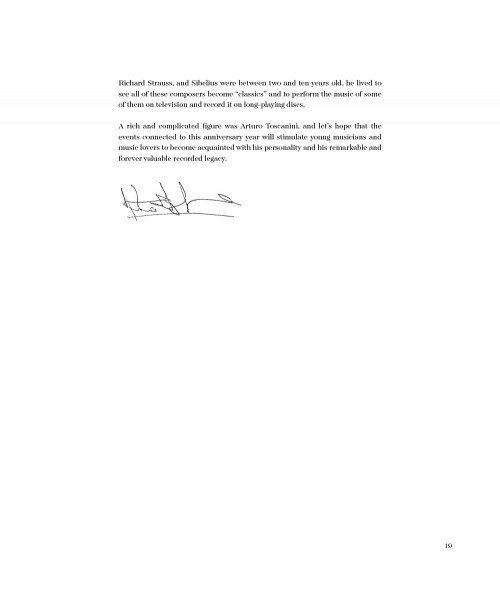 Richard Strauss, and Sibelius were between two and ten years old, he lived to
see all of these composers become “classics” and to perform the music of some
of them on television and record it on long-playing discs.
A rich and complicated figure was Arturo Toscanini, and let’s hope that the
events connected to this anniversary year will stimulate young musicians and
music lovers to become acquainted with his personality and his remarkable and
forever valuable recorded legacy.
19